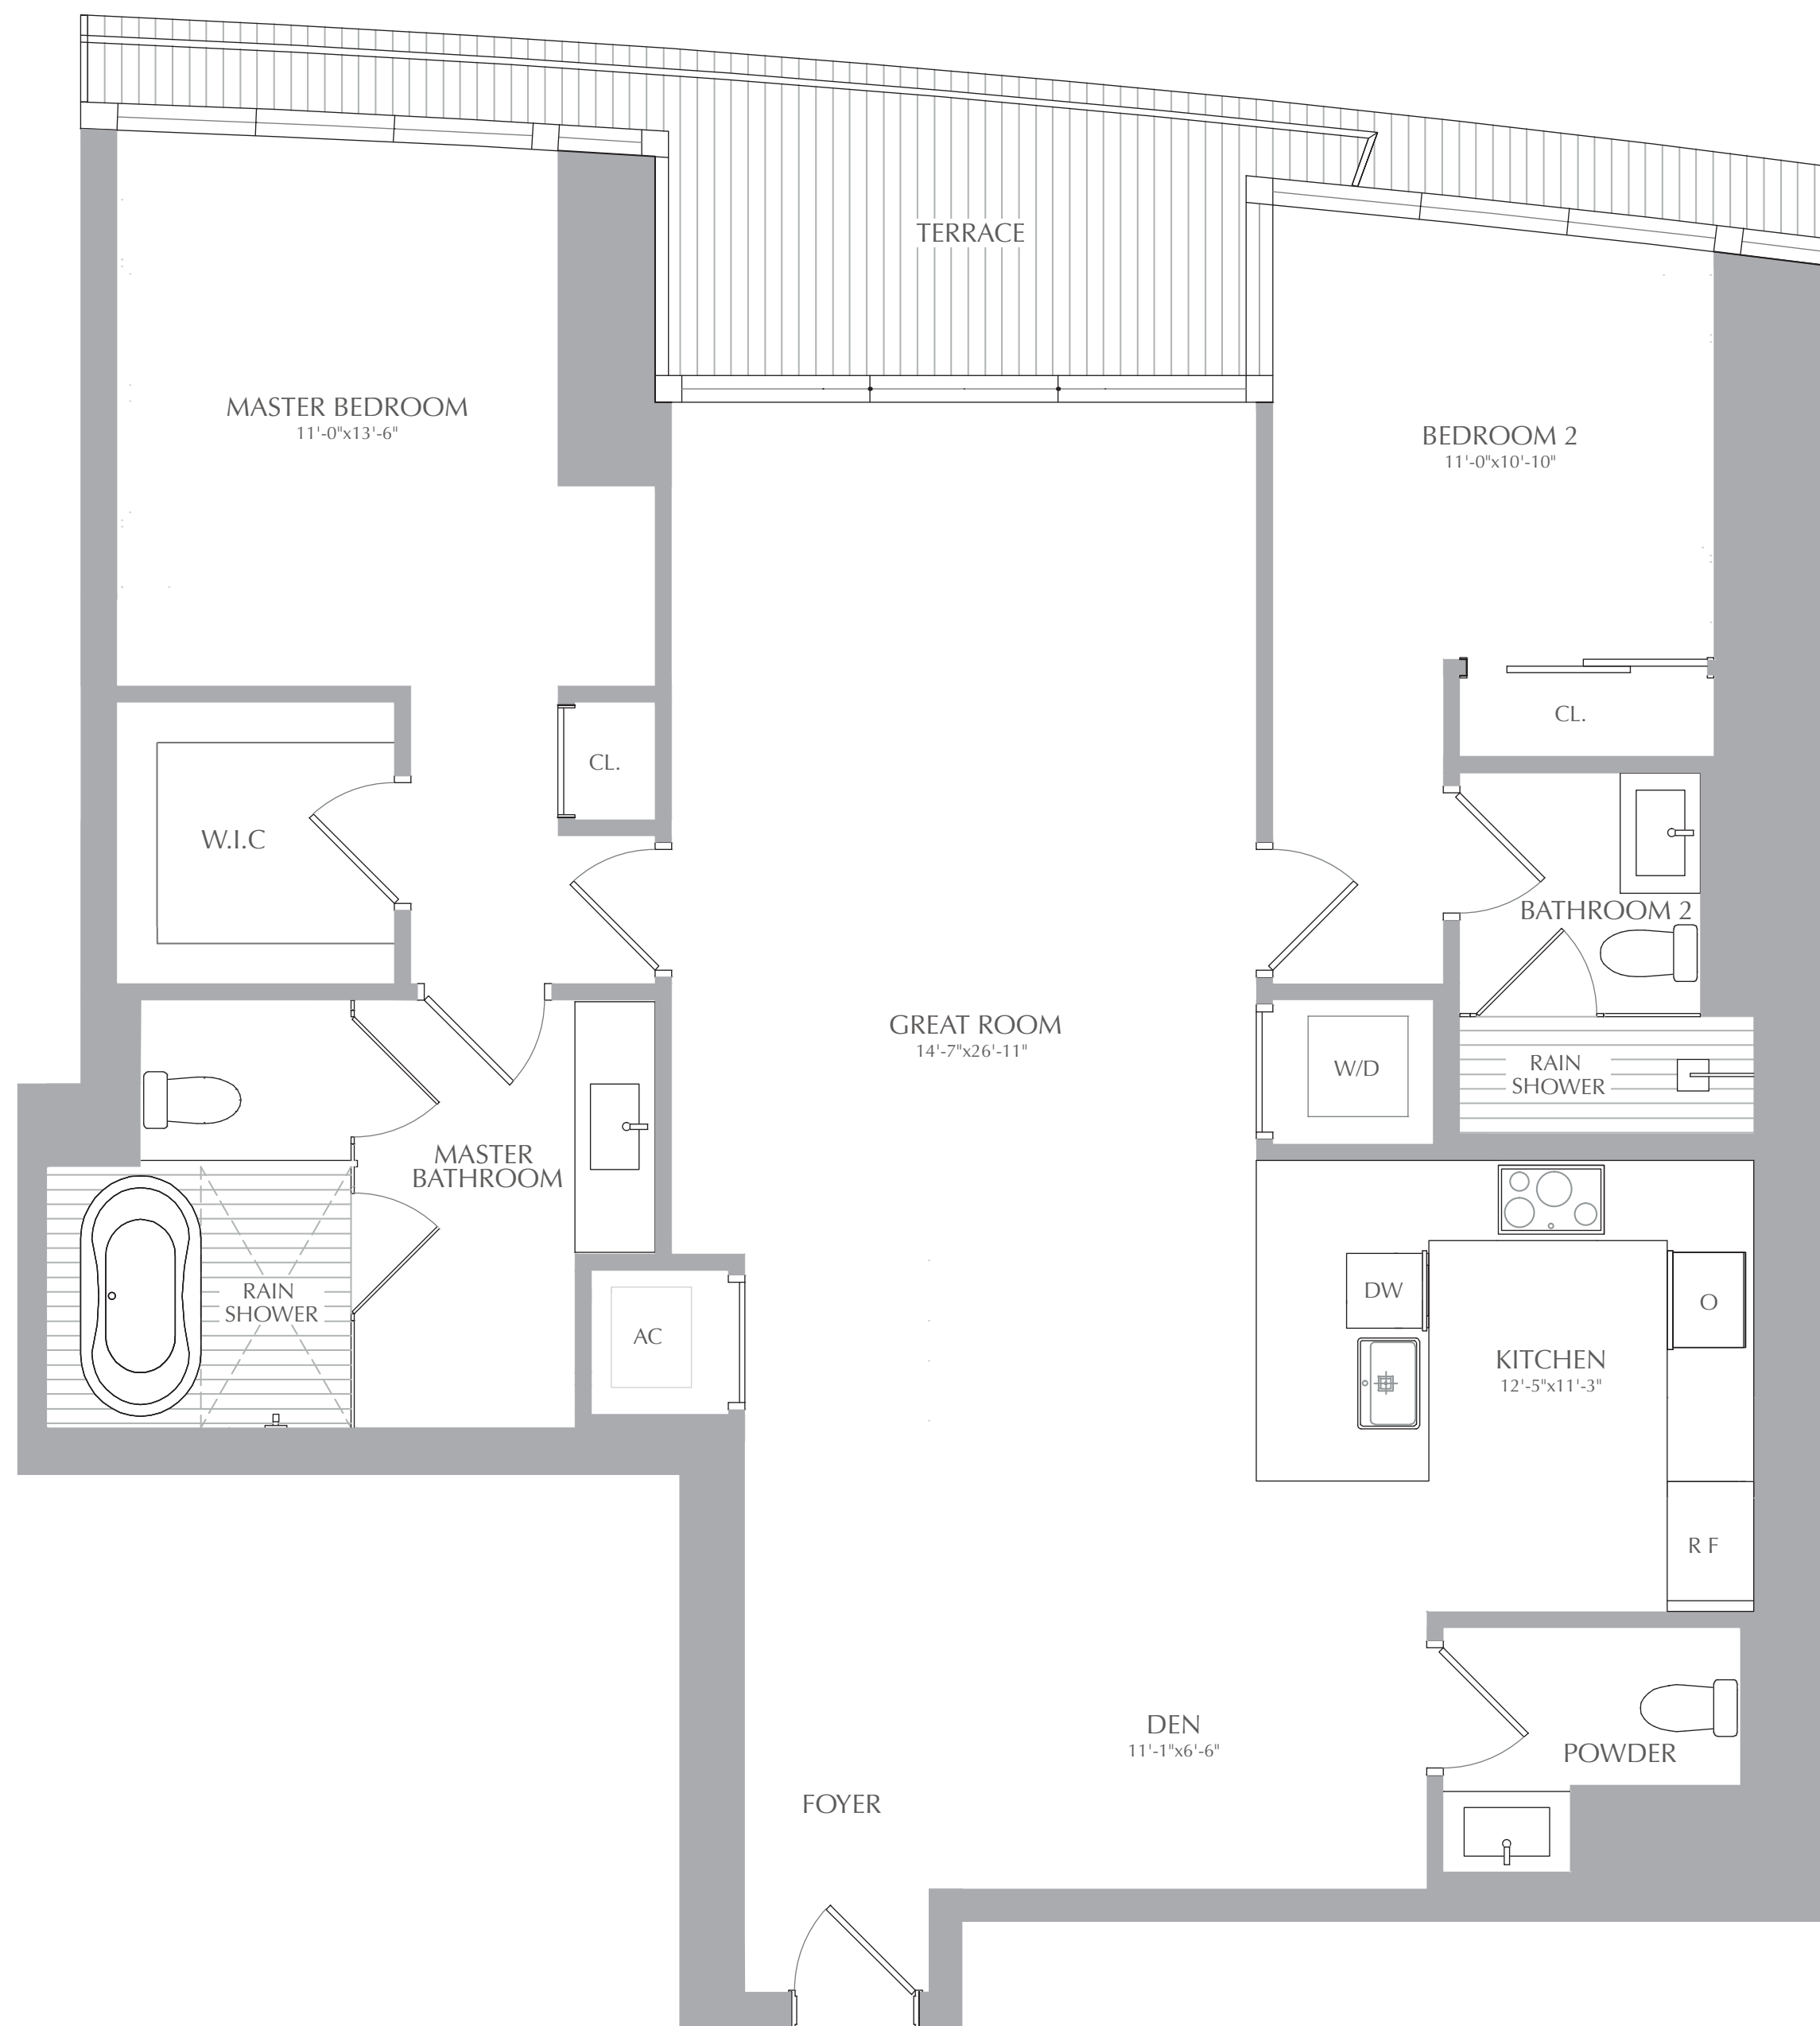 TERRACE
MASTER BEDROOM
11'-0"x13'-6"
BEDROOM 2
11'-0"x10'-10"
CL.
CL.
W.I.C
BATHROOM 2
GREAT ROOM
14'-7"x26'-11"
W/D
RAIN
SHOWER
MASTER
BATHROOM
RAIN
SHOWER
AC
DW
O
KITCHEN
12'-5"x11'-3"
R F
DEN
11'-1"x6'-6"
POWDER
FOYER